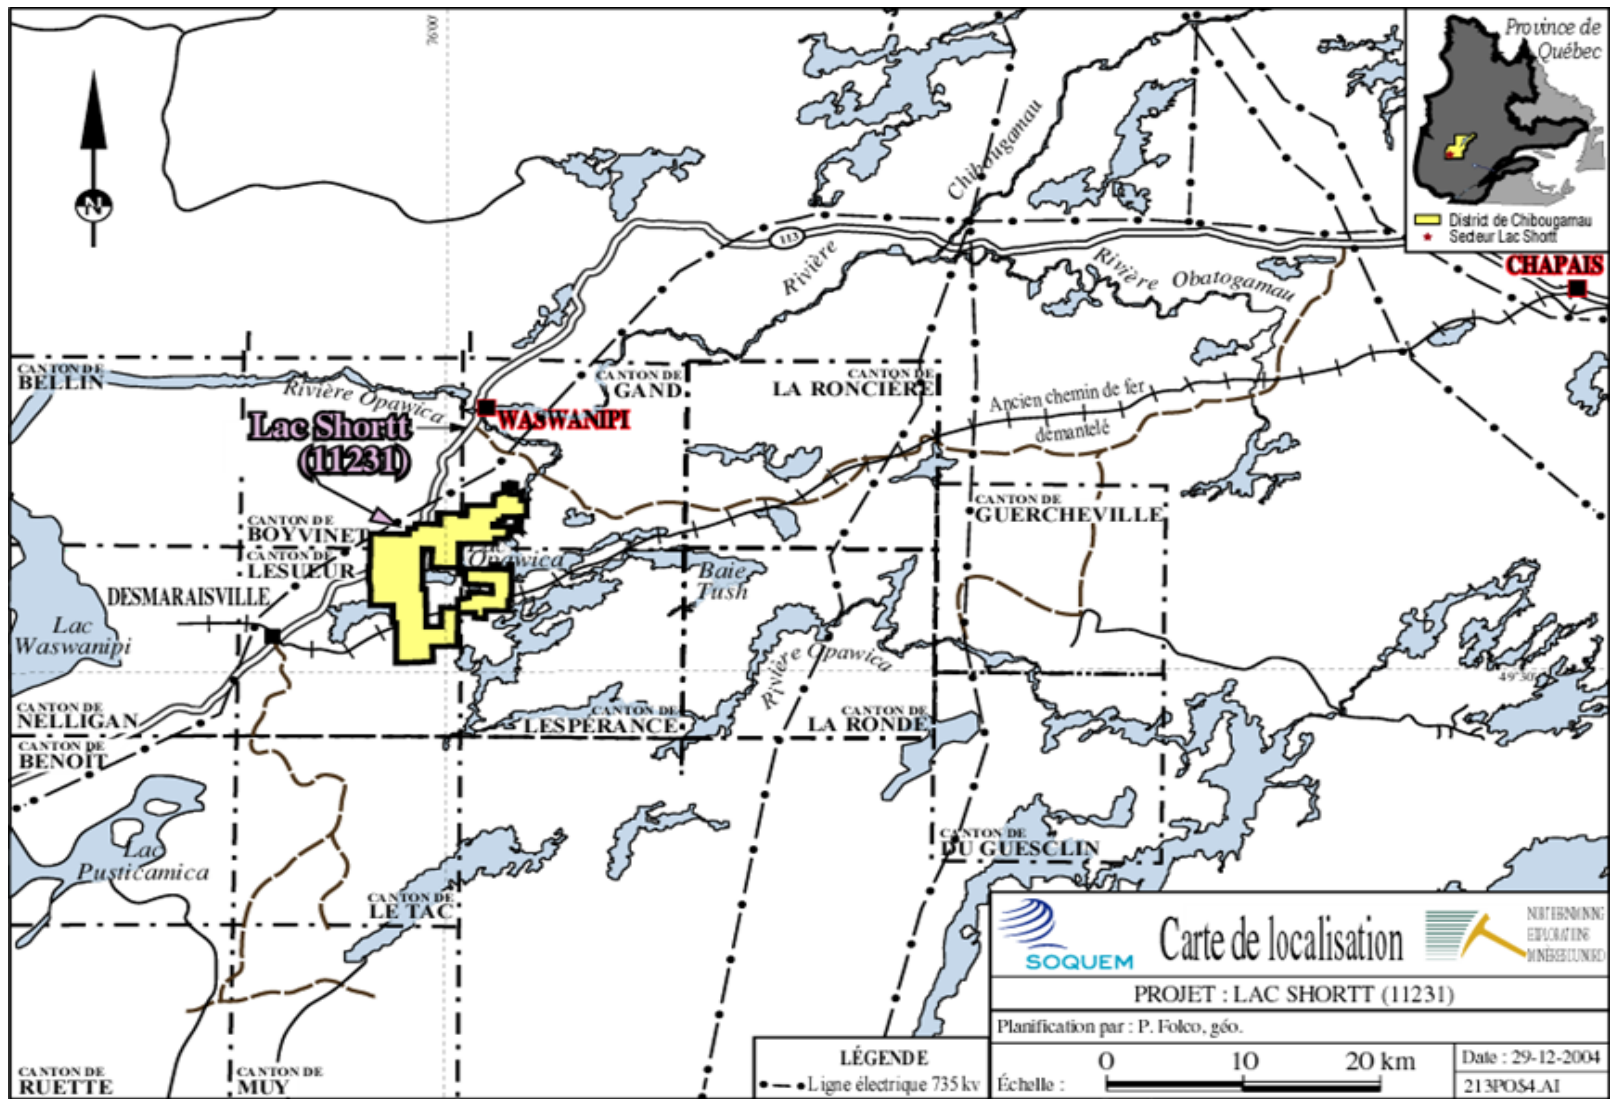 76°00'
Province de
Québec
District de Chibougamau
Secteur Lac Shortt
Chibougamau
113
Rivière
Rivière Obatogamau
CHAPAIS
CANTON DE
BELLIN
Rivière Opawica
CANTON DE
GAND
CANTON DE
LA RONCIÈRE
Ancien chemin de fer
démantelé
WASWANIPI
Lac Shortt
(11231)
CANTON DE
GUERCHEVILLE
CANTON DE
BOYVINET
CANTON DE
LESUEUR
Opawica
Baie
Tush
DESMARAISVILLE
Lac
Waswanipi
Rivière Opawica
49°30'
CANTON DE
NELLIGAN
CANTON DE
LESPÉRANCE
CANTON DE
LA RONDE
CANTON DE
BENOIT
Lac
Pusticamica
CANTON DE
DU GUESCLIN
CANTON DE
LE TAC
CANTON DE
RUETTE
CANTON DE
MUY
N
SOQUEM
Carte de localisation
PROJET : LAC SHORTT (11231)
Planification par : P. Folco, géo.
LÉGENDE
Ligne électrique 735 kv
Échelle :
0 10 20 km
Date : 29-12-2004
213POS4.AI